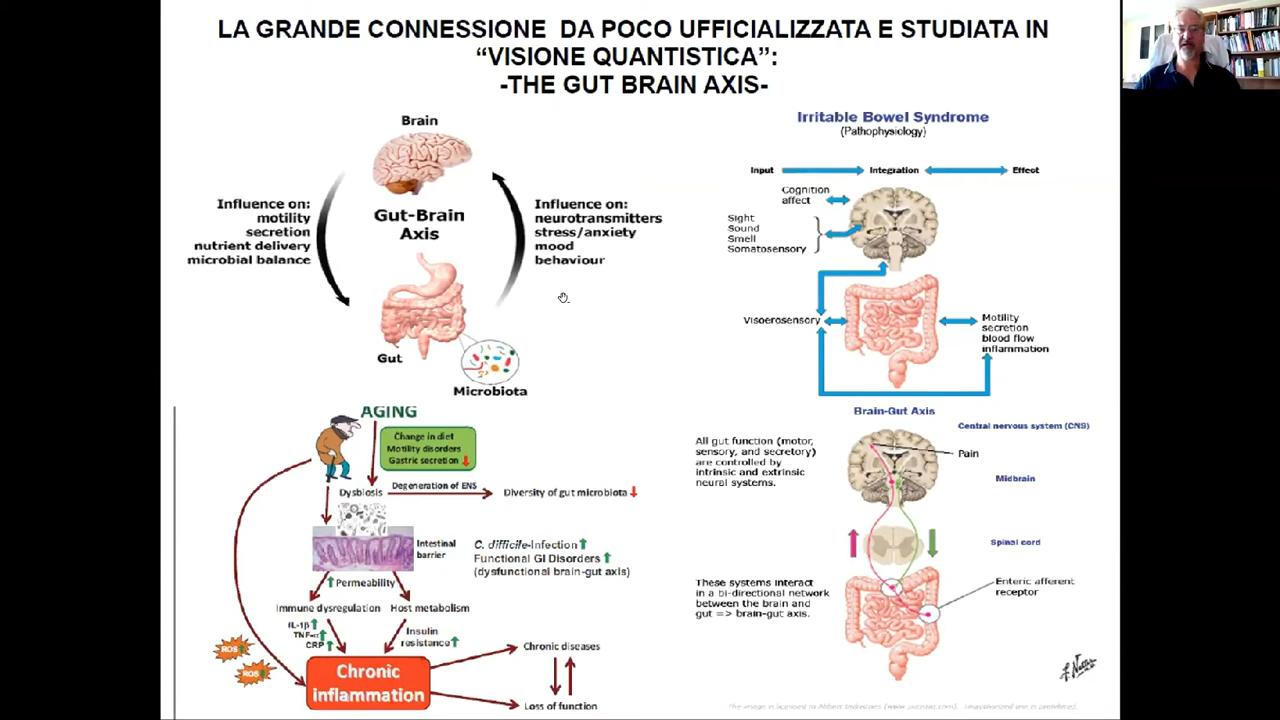 LA GRANDE CONNESSIONE DA POCO UFFICIALIZZATA E STUDIATA IN
“VISIONE QUANTISTICA”:
-THE GUT BRAIN AXIS-
Brain
Influence on:
motility
secretion
nutrient delivery
microbial balance
Gut-Brain
Axis
Influence on:
neurotransmitters
stress/anxiety
mood
behaviour
Gut
Microbiota
Irritable Bowel Syndrome
(Pathophysiology)
Input
Integration
Effect
Cognition
affect
Sight
Sound
Smell
Somatosensory
Visoerosensory
Motility
secretion
blood flow
inflammation
AGING
Change in diet
Motility disorders
Gastric secretion
Dysbiosis
Degeneration of ENS
Diversity of gut microbiota
Intestinal
barrier
C. difficile-Infection
Functional GI Disorders
(dysfunctional brain-gut axis)
Permeability
Immune dysregulation
Host metabolism
IL-1β
TNF-α
CRP
Insulin
resistance
ROS
ROS
Chronic
inflammation
Chronic diseases
Loss of function
Brain-Gut Axis
Central nervous system (CNS)
All gut function (motor,
sensory, and secretory)
are controlled by
intrinsic and extrinsic
neural systems.
Pain
Midbrain
Spinal cord
Enteric afferent
receptor
These systems interact
in a bi-directional network
between the brain and
gut => brain-gut axis.